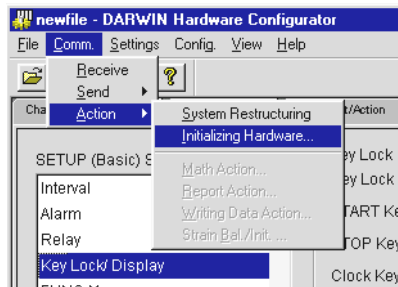 newfile - DARWIN Hardware Configurator
File Comm. Settings Config. View Help
Receive
Send
Action
System Restructuring
Initializing Hardware...
Math Action...
Report Action...
Writing Data Action...
Strain Bal./Init. ...
Cha
t/Action
SETUP (Basic) S
Interval
Alarm
Relay
Key Lock/ Display
ey Lock
ey Lock
TART Ke
TOP Key
Clock Key